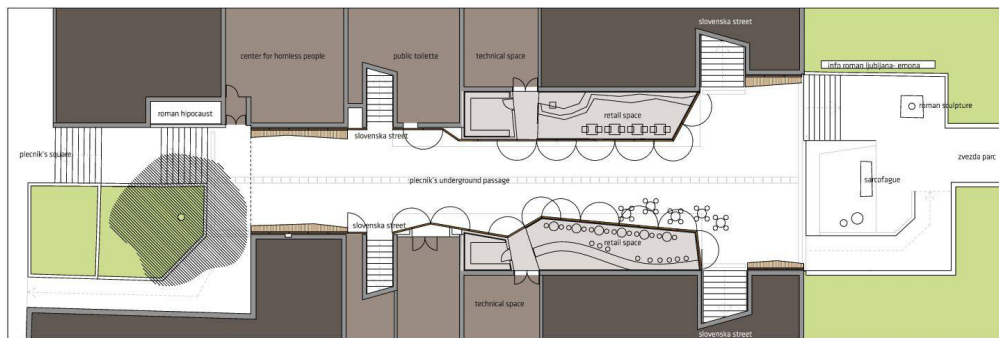 slovenska street
center for homless people
public toilette
technical space
info roman ljubljana- emona
roman hipocaust
roman sculpture
retail space
slovenska street
plecnik's square
zvezda parc
plecnik's underground passage
sarcofague
slovenska street
retail space
technical space
slovenska street